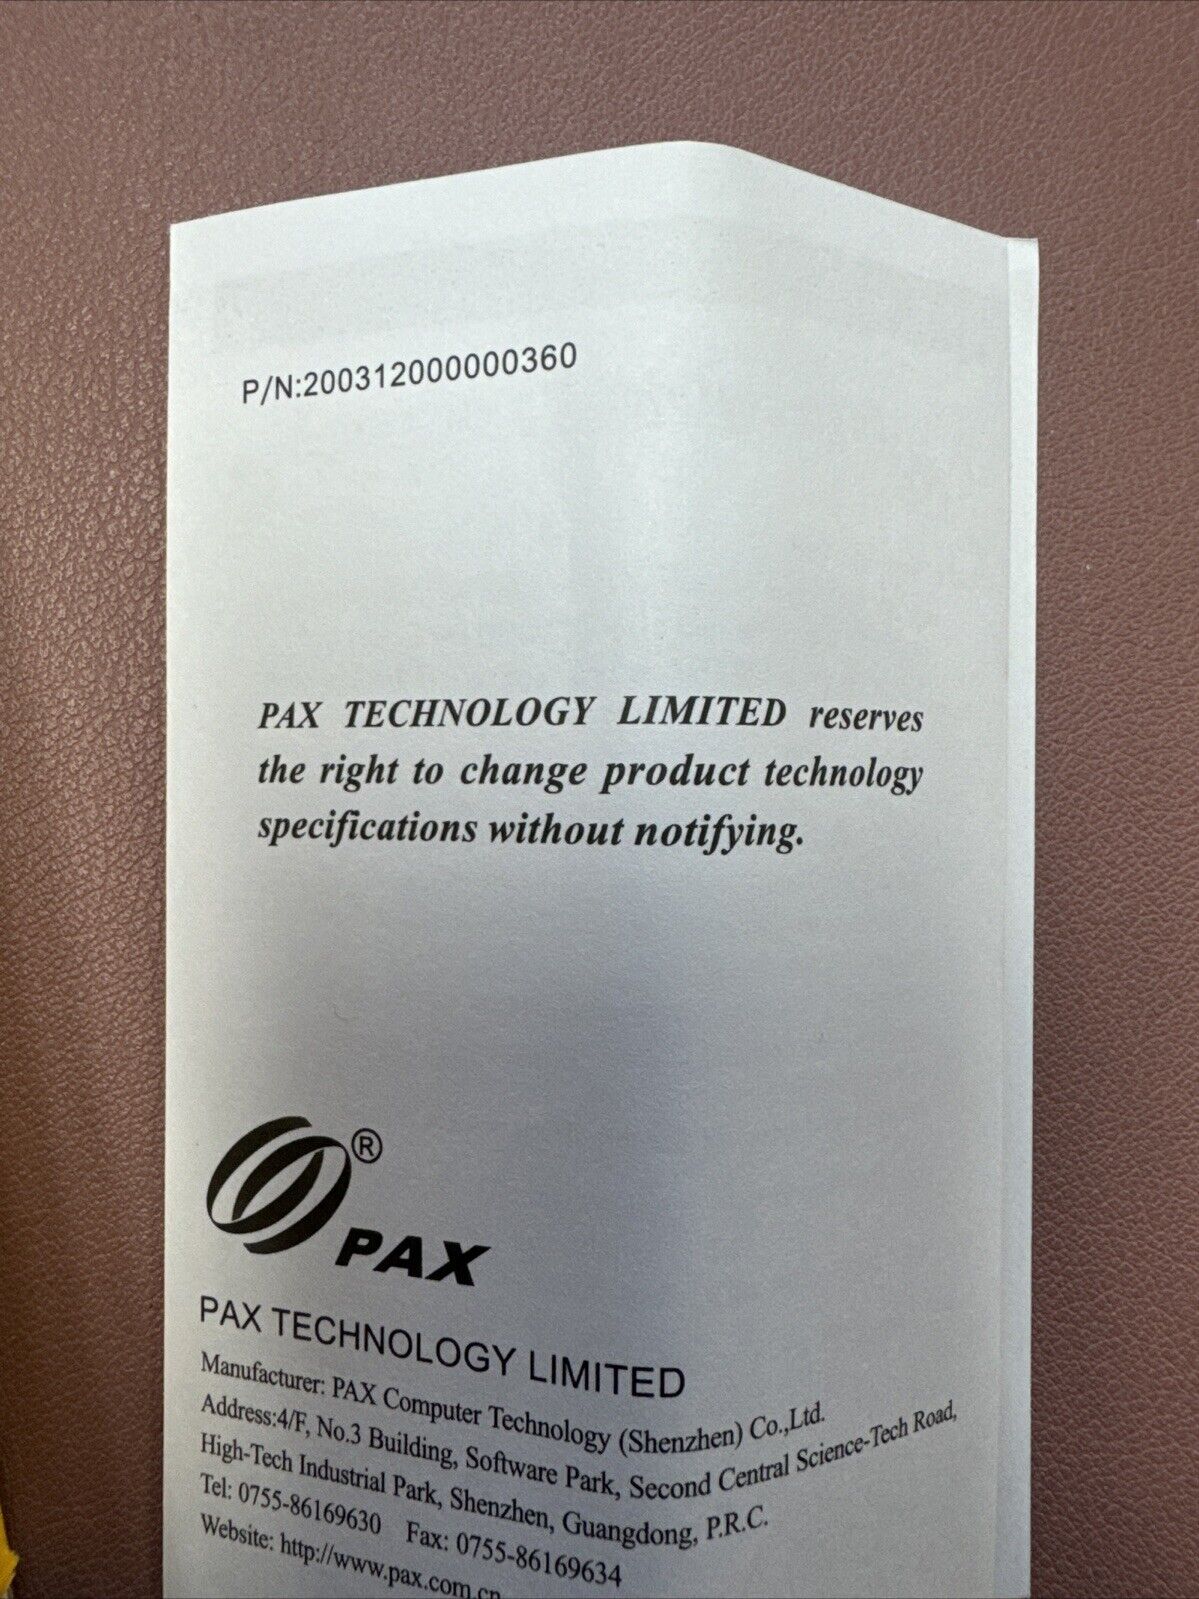 P/N:200312000000360
PAX TECHNOLOGY LIMITED reserves
the right to change product technology
specifications without notifying.
®
PAX
PAX TECHNOLOGY LIMITED
Manufacturer: PAX Computer Technology (Shenzhen) Co.,Ltd.
Address:4/F, No.3 Building, Software Park, Second Central Science-Tech Road,
High-Tech Industrial Park, Shenzhen, Guangdong, P.R.C.
Tel: 0755-86169630 Fax: 0755-86169634
Website: http://www.pax.com.cn